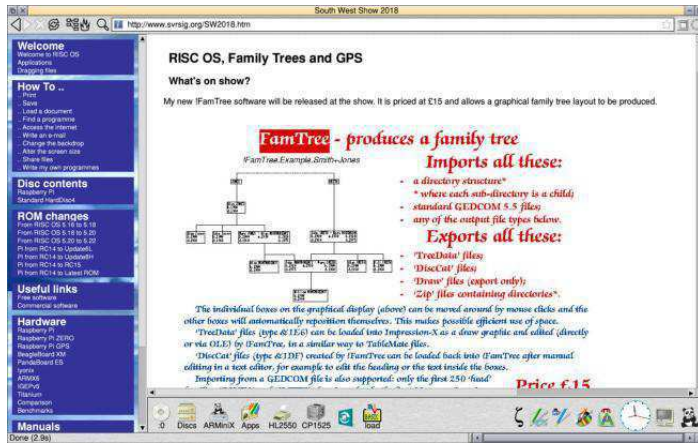 South West Show 2018
http://www.svrsig.org/SW2018.htm
Welcome
Welcome to RISC OS
Applications
Dragging files
How To ..
.. Print
.. Save
.. Load a document
.. Find a programme
.. Access the internet
.. Write an e-mail
.. Change the backdrop
.. Alter the screen size
.. Share files
.. Write my own programmes
Disc contents
Raspberry Pi
Standard HardDisc4
ROM changes
From RISC OS 5.16 to 5.18
From RISC OS 5.18 to 5.20
From RISC OS 5.20 to 5.22
Pi from RC14 to Update6L
Pi from RC14 to Update6H
Pi from RC14 to RC15
Pi from RC14 to Latest ROM
Useful links
Free software
Commercial software
Hardware
Raspberry Pi
Raspberry Pi ZERO
Raspberry Pi GPS
BeagleBoard XM
PandaBoard ES
Iyonix
ARMX6
IGEPv5
Titanium
Comparison
Benchmarks
Manuals
RISC OS, Family Trees and GPS
What's on show?
My new !FamTree software will be released at the show. It is priced at £15 and allows a graphical family tree layout to be produced.
FamTree - produces a family tree
!FamTree.Example.Smith+Jones
Imports all these:
- a directory structure*
* where each sub-directory is a child;
- standard GEDCOM 5.5 files;
- any of the output file types below.
Exports all these:
- 'TreeData' files;
- 'DiscCat' files;
- 'Draw' files (export only);
- 'Zip' files containing directories*.
The individual boxes on the graphical display (above) can be moved around by mouse clicks and the
other boxes will automatically reposition themselves. This makes possible efficient use of space.
'TreeData' files (type &1E6) can be loaded into Impression-X as a draw graphic and edited (directly
or via OLE) by !FamTree, in a similar way to TableMate files.
'DiscCat' files (type &1DF) created by !FamTree can be loaded back into !FamTree after manual
editing in a text editor, for example to edit the heading or the text inside the boxes.
Importing from a GEDCOM file is also supported: only the first 250 'head'
Price £15
:0 Discs ARMiniX Apps HL2550 CP1525 load
Done (2.9s)